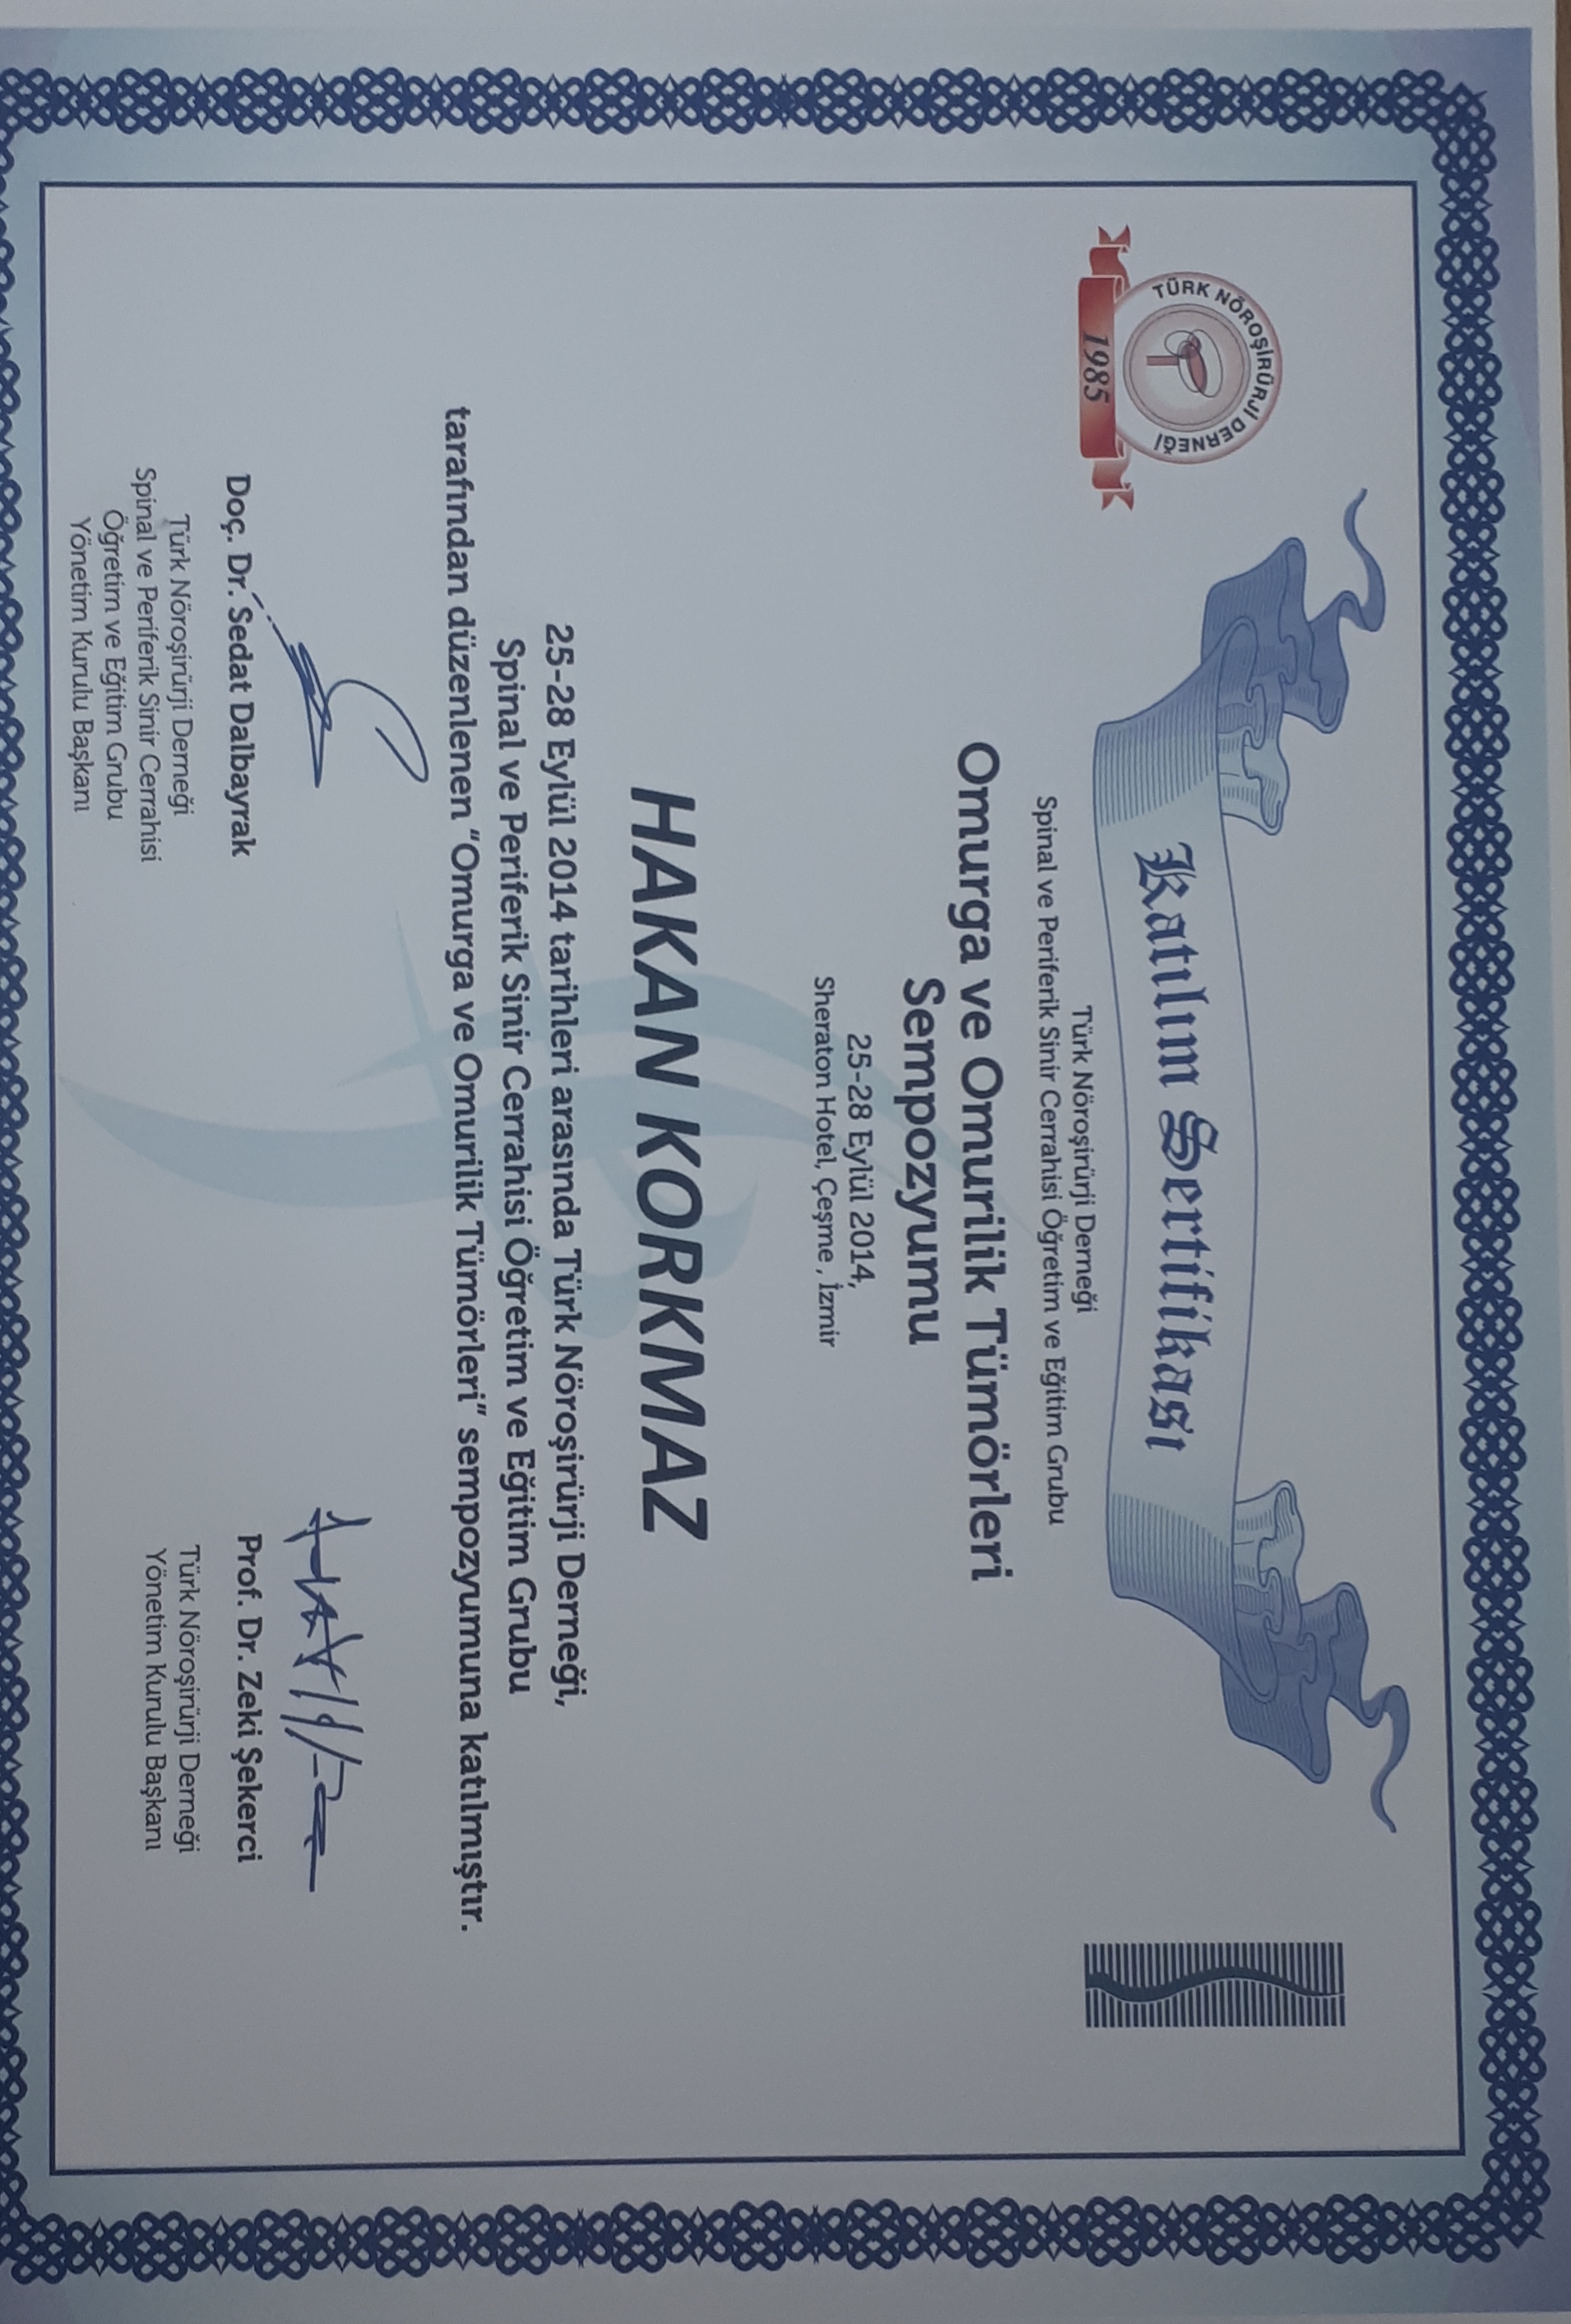 TÜRK NÖROŞİRÜRJİ DERNEĞİ
1985
Katılım Sertifikası
Türk Nöroşirürji Derneği
Spinal ve Periferik Sinir Cerrahisi Öğretim ve Eğitim Grubu
Omurga ve Omurilik Tümörleri
Sempozyumu
25-28 Eylül 2014,
Sheraton Hotel, Çeşme , İzmir
HAKAN KORKMAZ
25-28 Eylül 2014 tarihleri arasında Türk Nöroşirürji Derneği,
Spinal ve Periferik Sinir Cerrahisi Öğretim ve Eğitim Grubu
tarafından düzenlenen “Omurga ve Omurilik Tümörleri” sempozyumuna katılmıştır.
Doç. Dr. Sedat Dalbayrak
Türk Nöroşirürji Derneği
Spinal ve Periferik Sinir Cerrahisi
Öğretim ve Eğitim Grubu
Yönetim Kurulu Başkanı
Prof. Dr. Zeki Şekerci
Türk Nöroşirürji Derneği
Yönetim Kurulu Başkanı